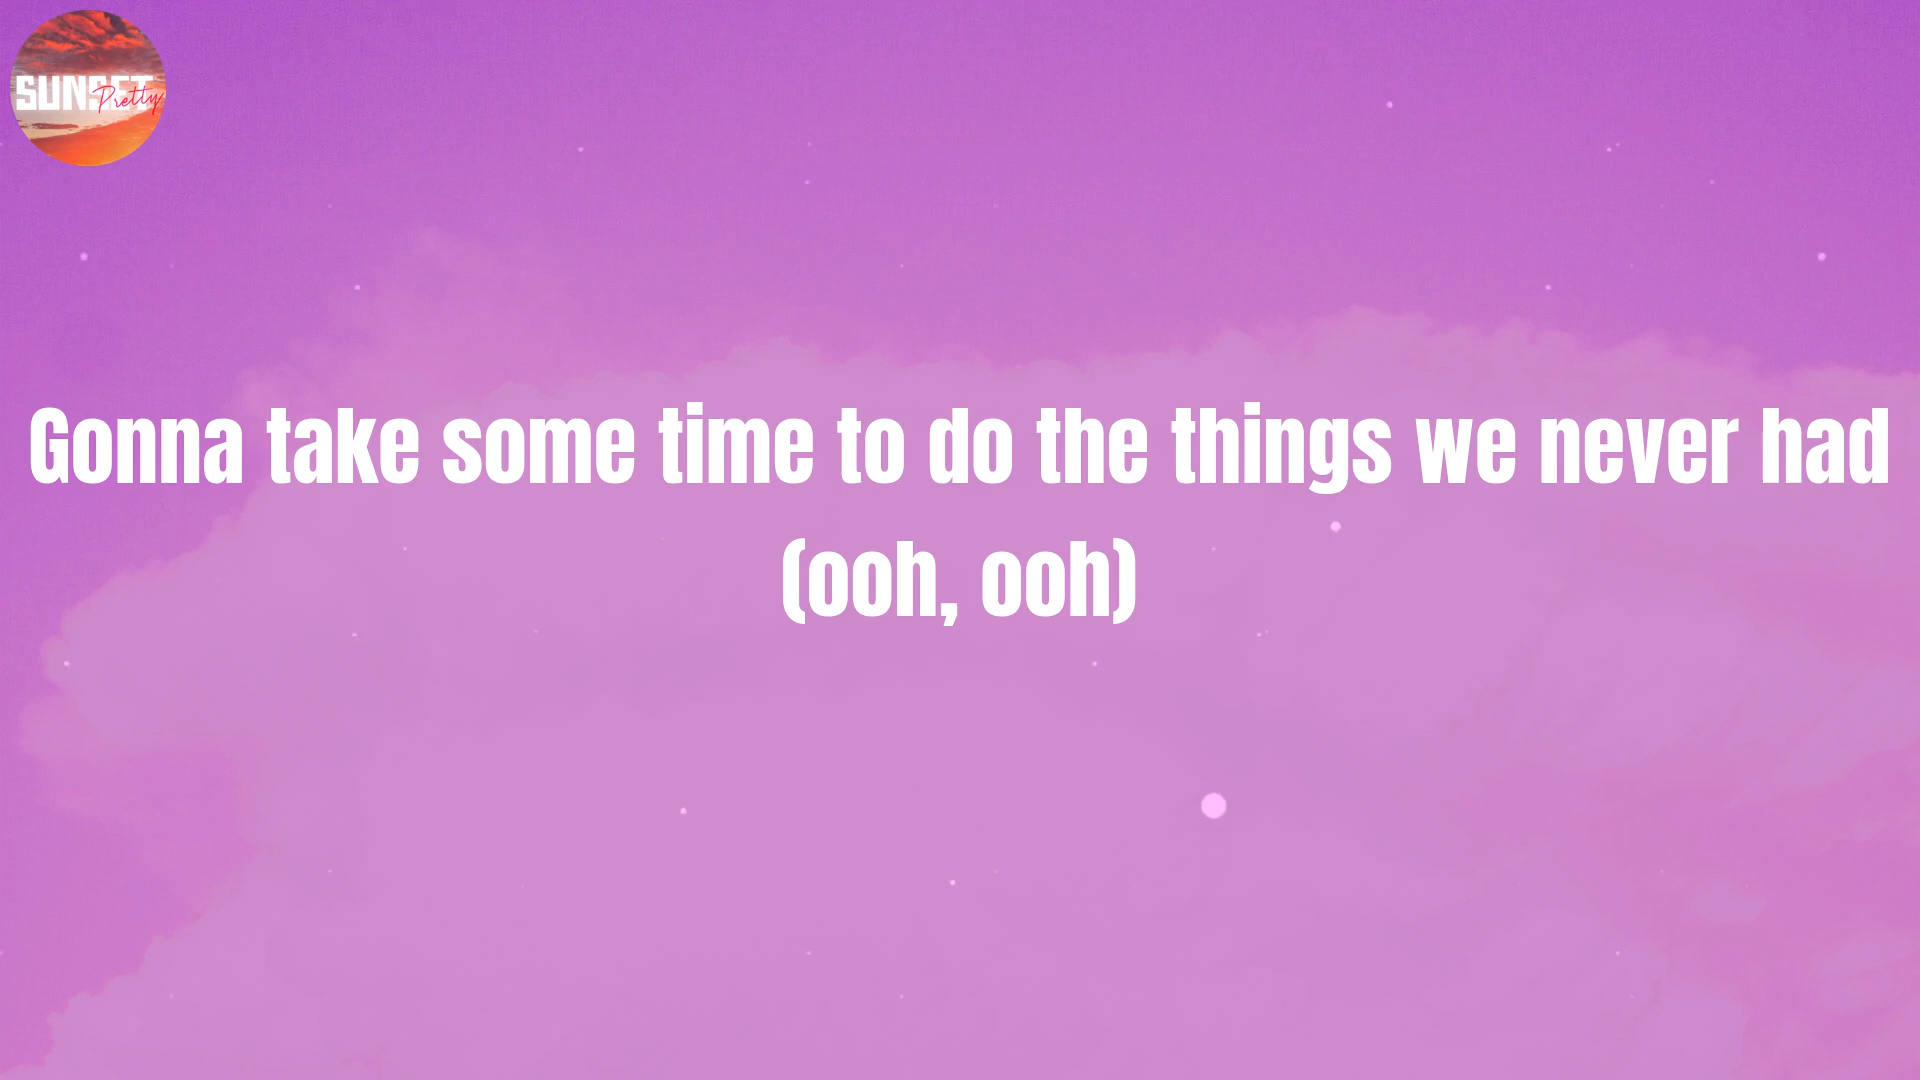 SUNSET
Pretty
Gonna take some time to do the things we never had
(ooh, ooh)